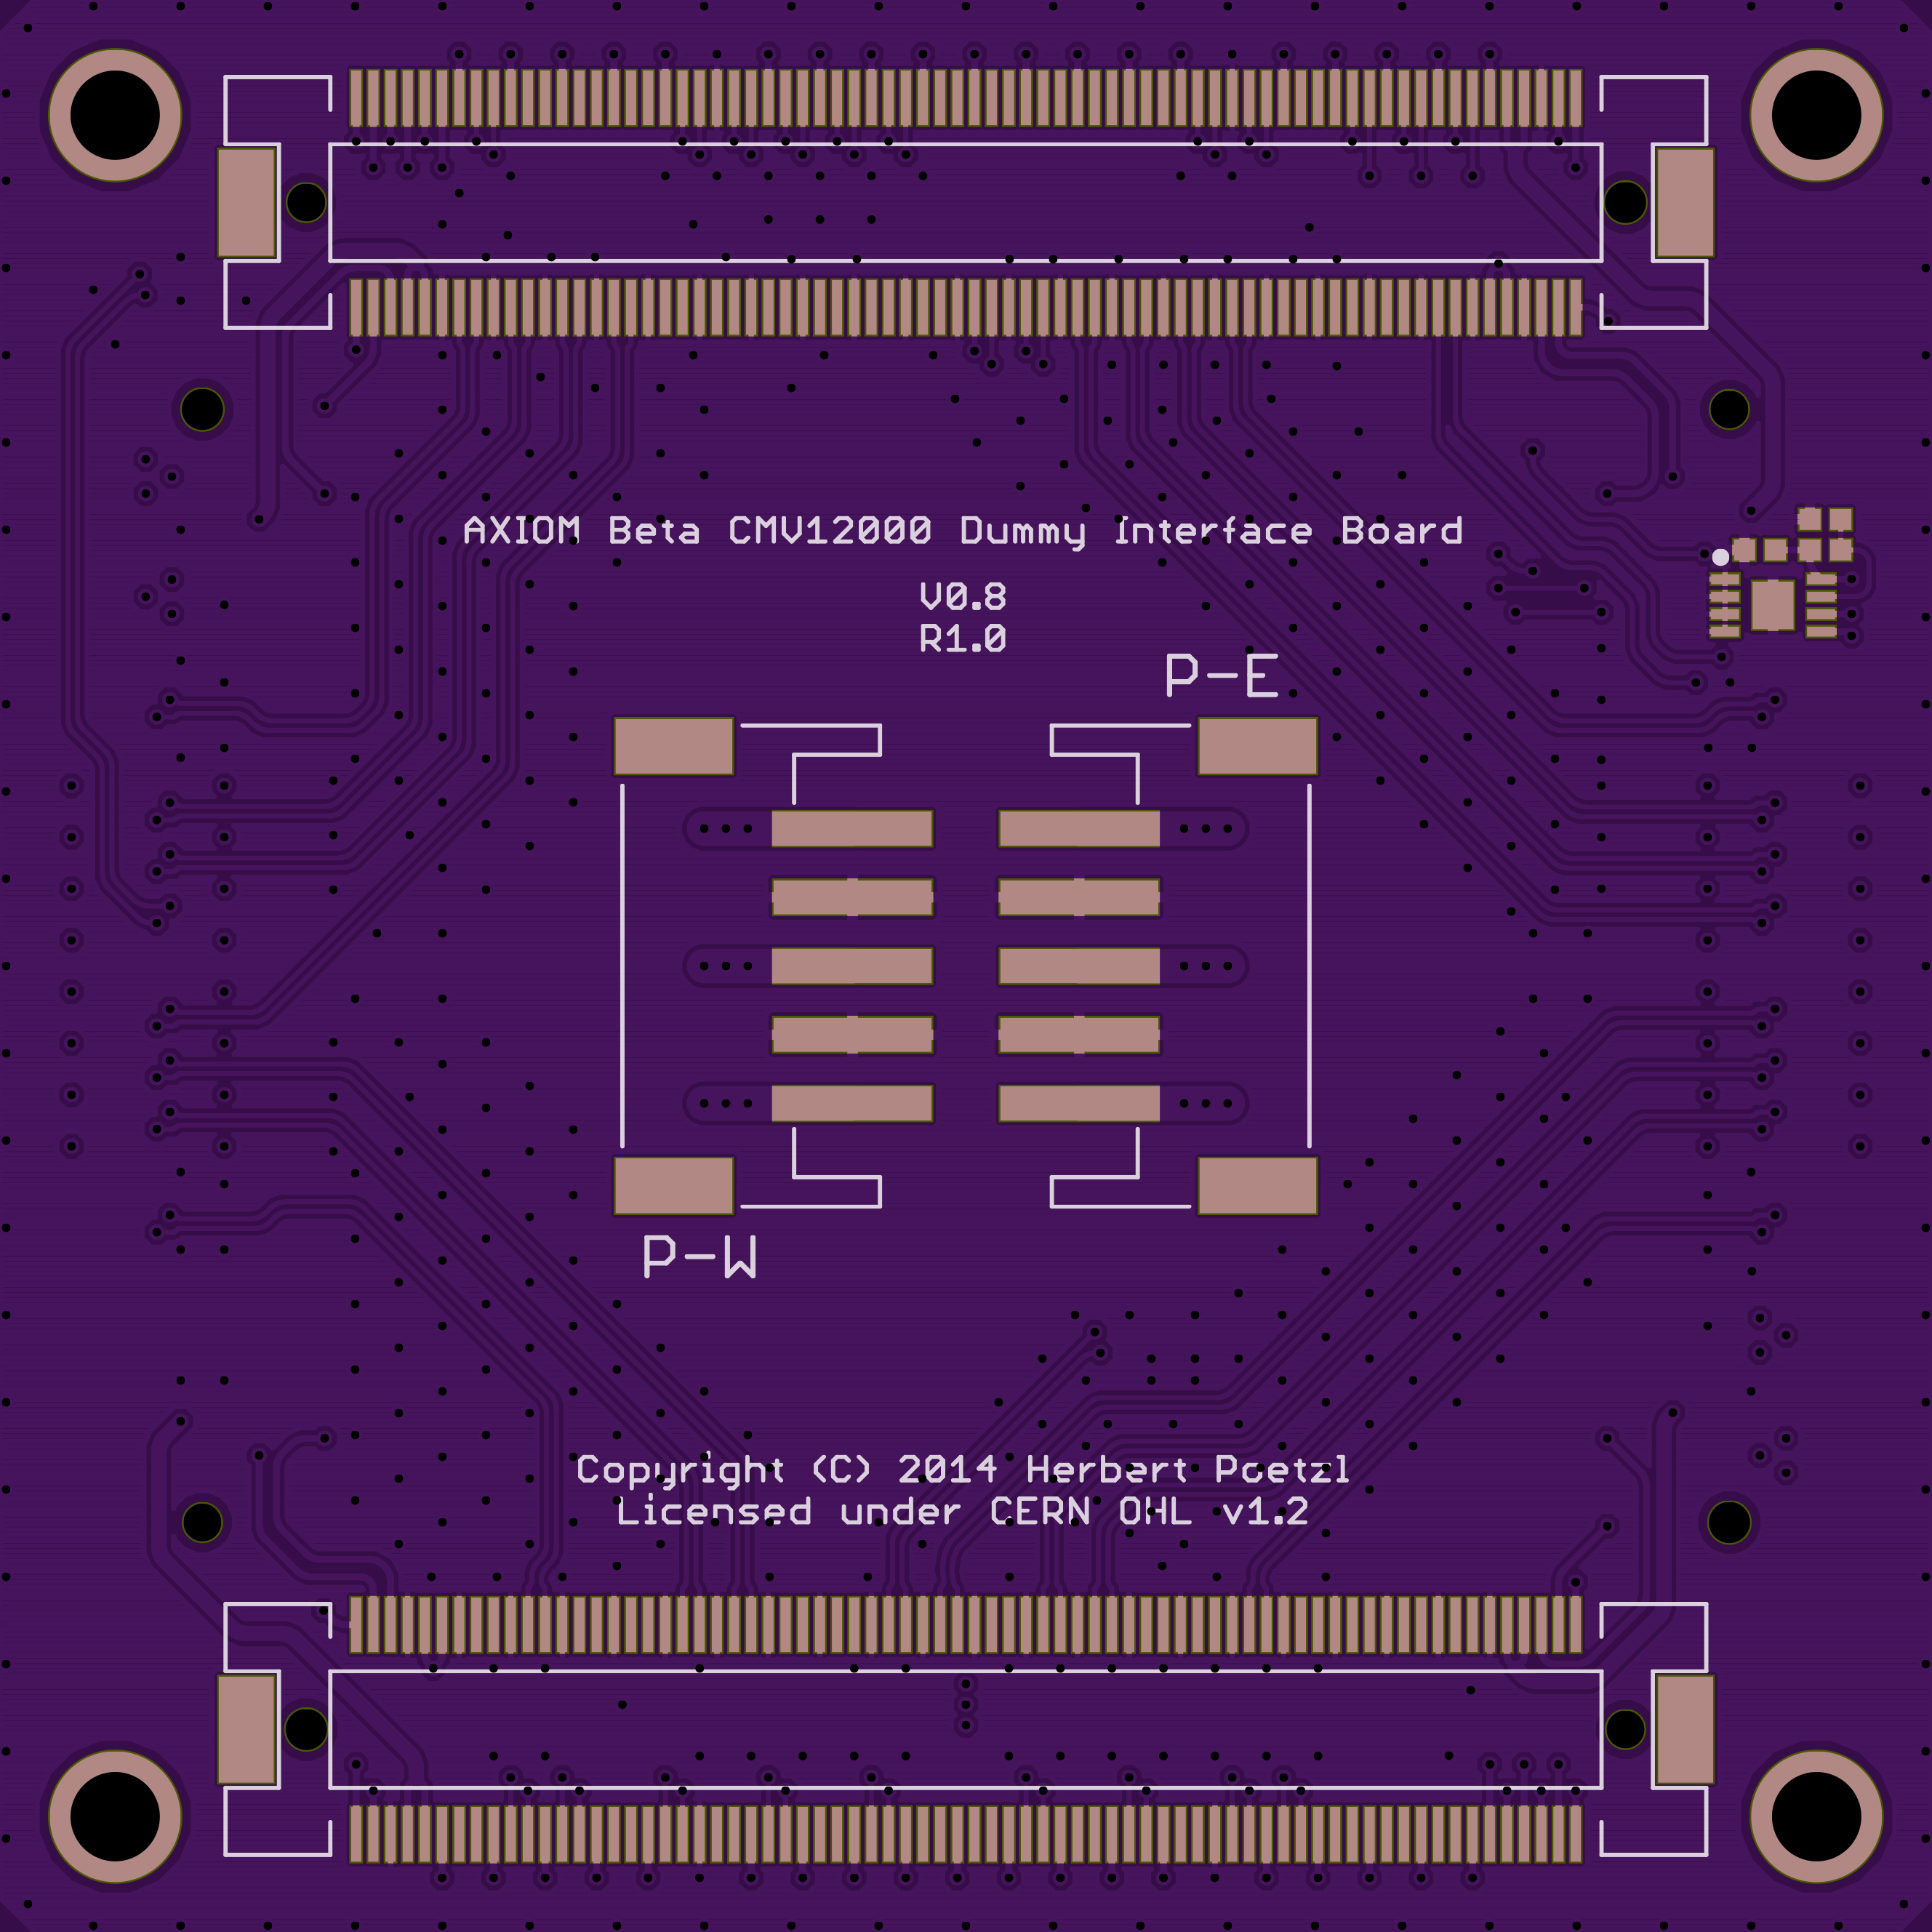 AXIOM Beta CMV12000 Dummy Interface Board
V0.8
R1.0
P-E
P-W
Copyright (C) 2014 Herbert Poetzl
Licensed under CERN OHL v1.2